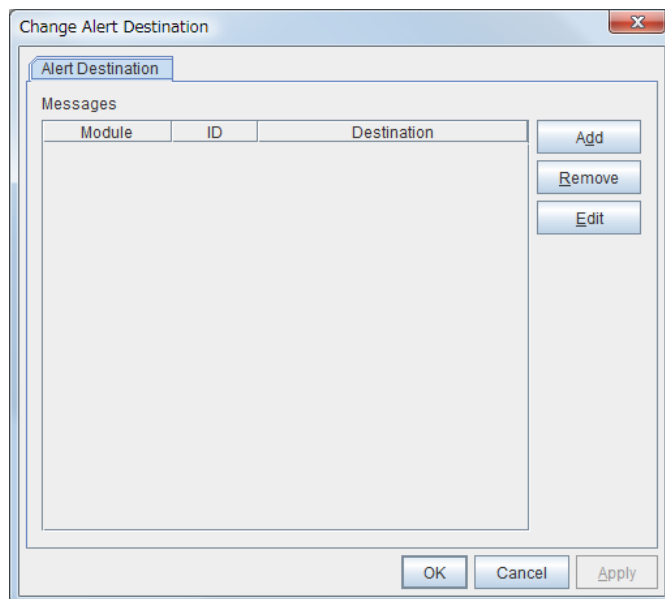 Change Alert Destination
Alert Destination
Messages
Module ID Destination
Add
Remove
Edit
OK Cancel Apply